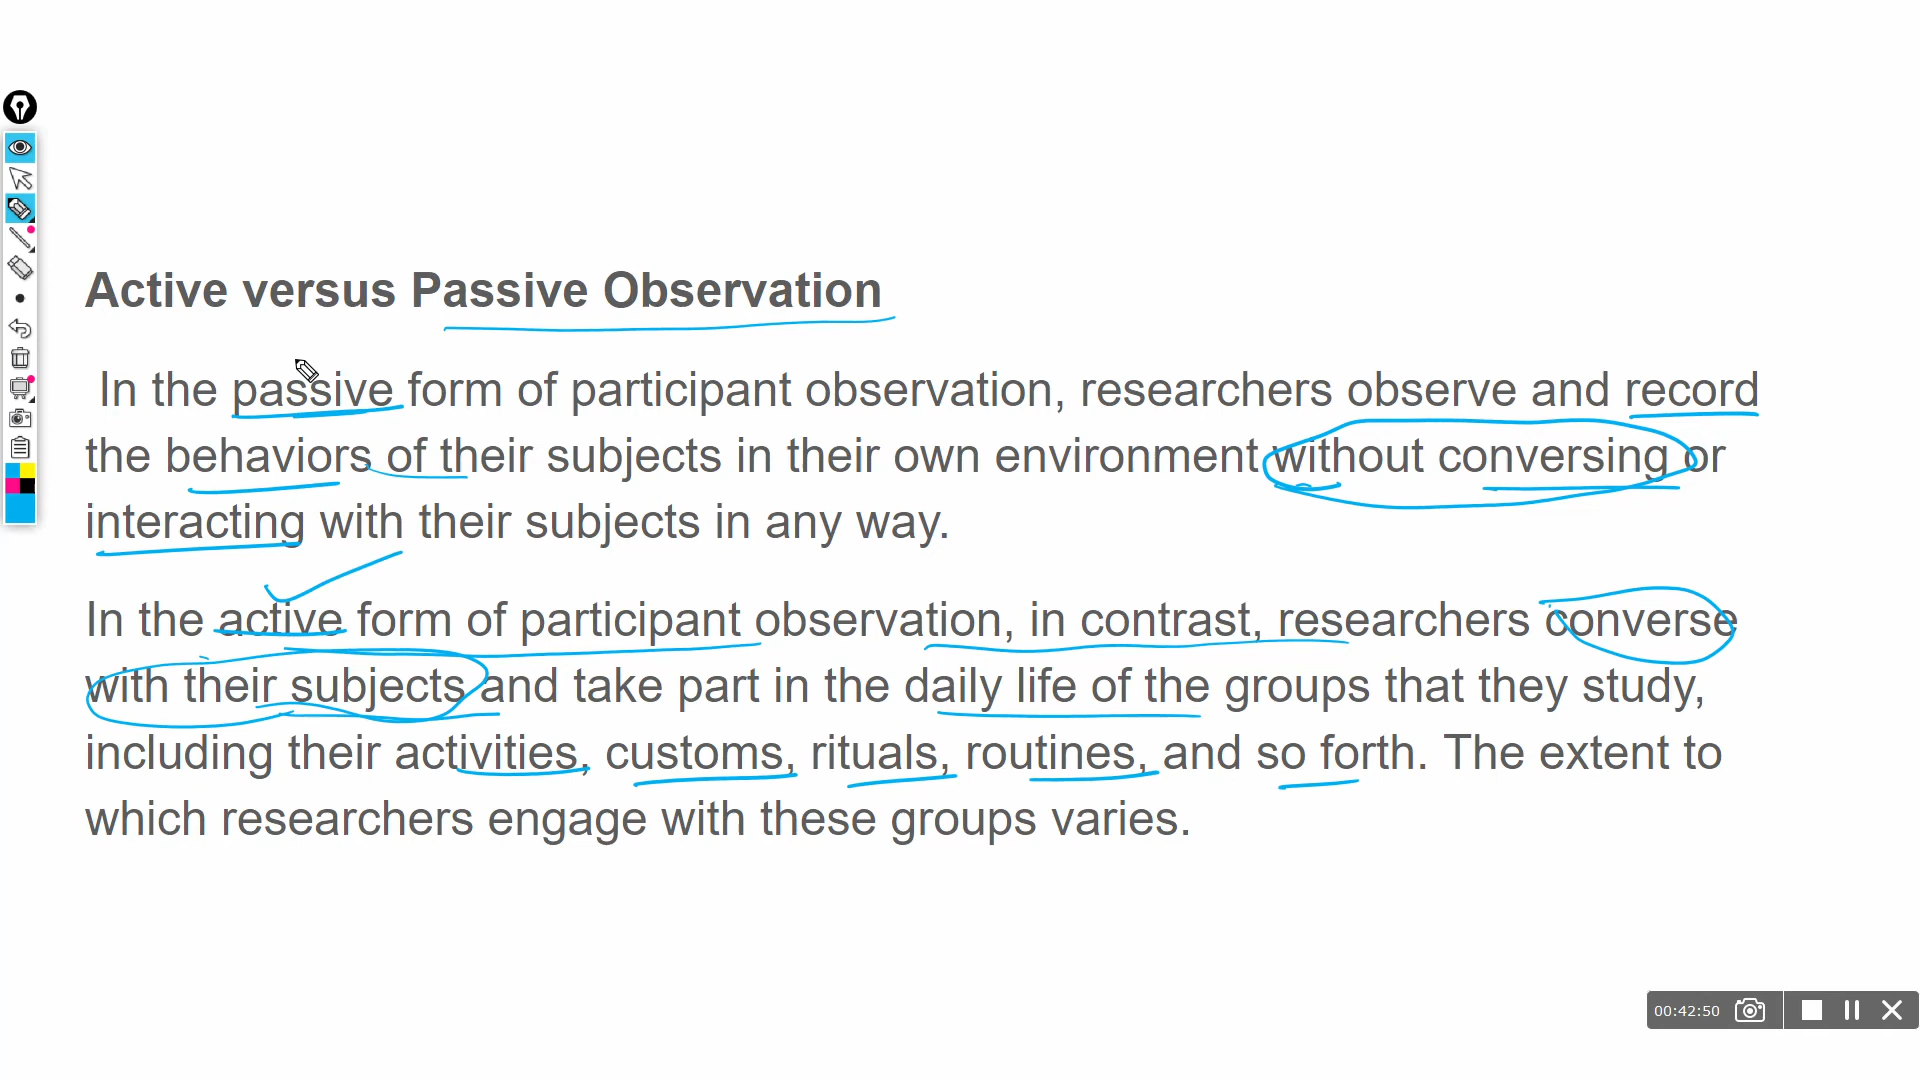 Active versus Passive Observation
In the passive form of participant observation, researchers observe and record
the behaviors of their subjects in their own environment without conversing or
interacting with their subjects in any way.
In the active form of participant observation, in contrast, researchers converse
with their subjects and take part in the daily life of the groups that they study,
including their activities, customs, rituals, routines, and so forth. The extent to
which researchers engage with these groups varies.
00:42:50